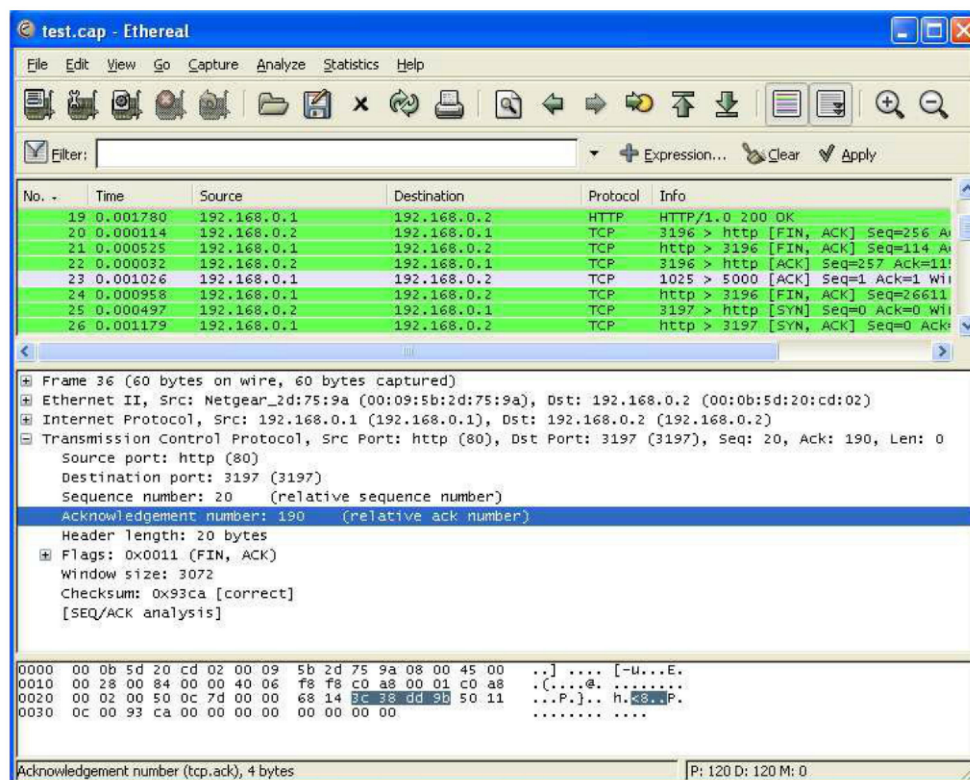 test.cap - Ethereal
File Edit View Go Capture Analyze Statistics Help
Filter: Expression... Clear Apply
No. - Time Source Destination Protocol Info
19 0.001780 192.168.0.1 192.168.0.2 HTTP HTTP/1.0 200 OK
20 0.000114 192.168.0.2 192.168.0.1 TCP 3196 > http [FIN, ACK] Seq=256 A
21 0.000525 192.168.0.1 192.168.0.2 TCP http > 3196 [FIN, ACK] Seq=114 A
22 0.000032 192.168.0.2 192.168.0.1 TCP 3196 > http [ACK] Seq=257 Ack=11
23 0.001026 192.168.0.1 192.168.0.2 TCP 1025 > 5000 [ACK] Seq=1 Ack=1 Wi
24 0.000958 192.168.0.1 192.168.0.2 TCP http > 3196 [FIN, ACK] Seq=26611
25 0.000497 192.168.0.2 192.168.0.1 TCP 3197 > http [SYN] Seq=0 Ack=0 Wi
26 0.001179 192.168.0.1 192.168.0.2 TCP http > 3197 [SYN, ACK] Seq=0 Ack
Frame 36 (60 bytes on wire, 60 bytes captured)
Ethernet II, Src: Netgear_2d:75:9a (00:09:5b:2d:75:9a), Dst: 192.168.0.2 (00:0b:5d:20:cd:02)
Internet Protocol, Src: 192.168.0.1 (192.168.0.1), Dst: 192.168.0.2 (192.168.0.2)
Transmission Control Protocol, Src Port: http (80), Dst Port: 3197 (3197), Seq: 20, Ack: 190, Len: 0
Source port: http (80)
Destination port: 3197 (3197)
Sequence number: 20 (relative sequence number)
Acknowledgement number: 190 (relative ack number)
Header length: 20 bytes
Flags: 0x0011 (FIN, ACK)
Window size: 3072
Checksum: 0x93ca [correct]
[SEQ/ACK analysis]
0000 00 0b 5d 20 cd 02 00 09 5b 2d 75 9a 08 00 45 00 ..] .... [-u...E.
0010 00 28 00 84 00 00 40 06 f8 f8 c0 a8 00 01 c0 a8 .(....@. ........
0020 00 02 00 50 0c 7d 00 00 68 14 3c 38 dd 9b 50 11 ...P.}.. h.<8..P.
0030 0c 00 93 ca 00 00 00 00 00 00 00 00 ........ ....
Acknowledgement number (tcp.ack), 4 bytes P: 120 D: 120 M: 0